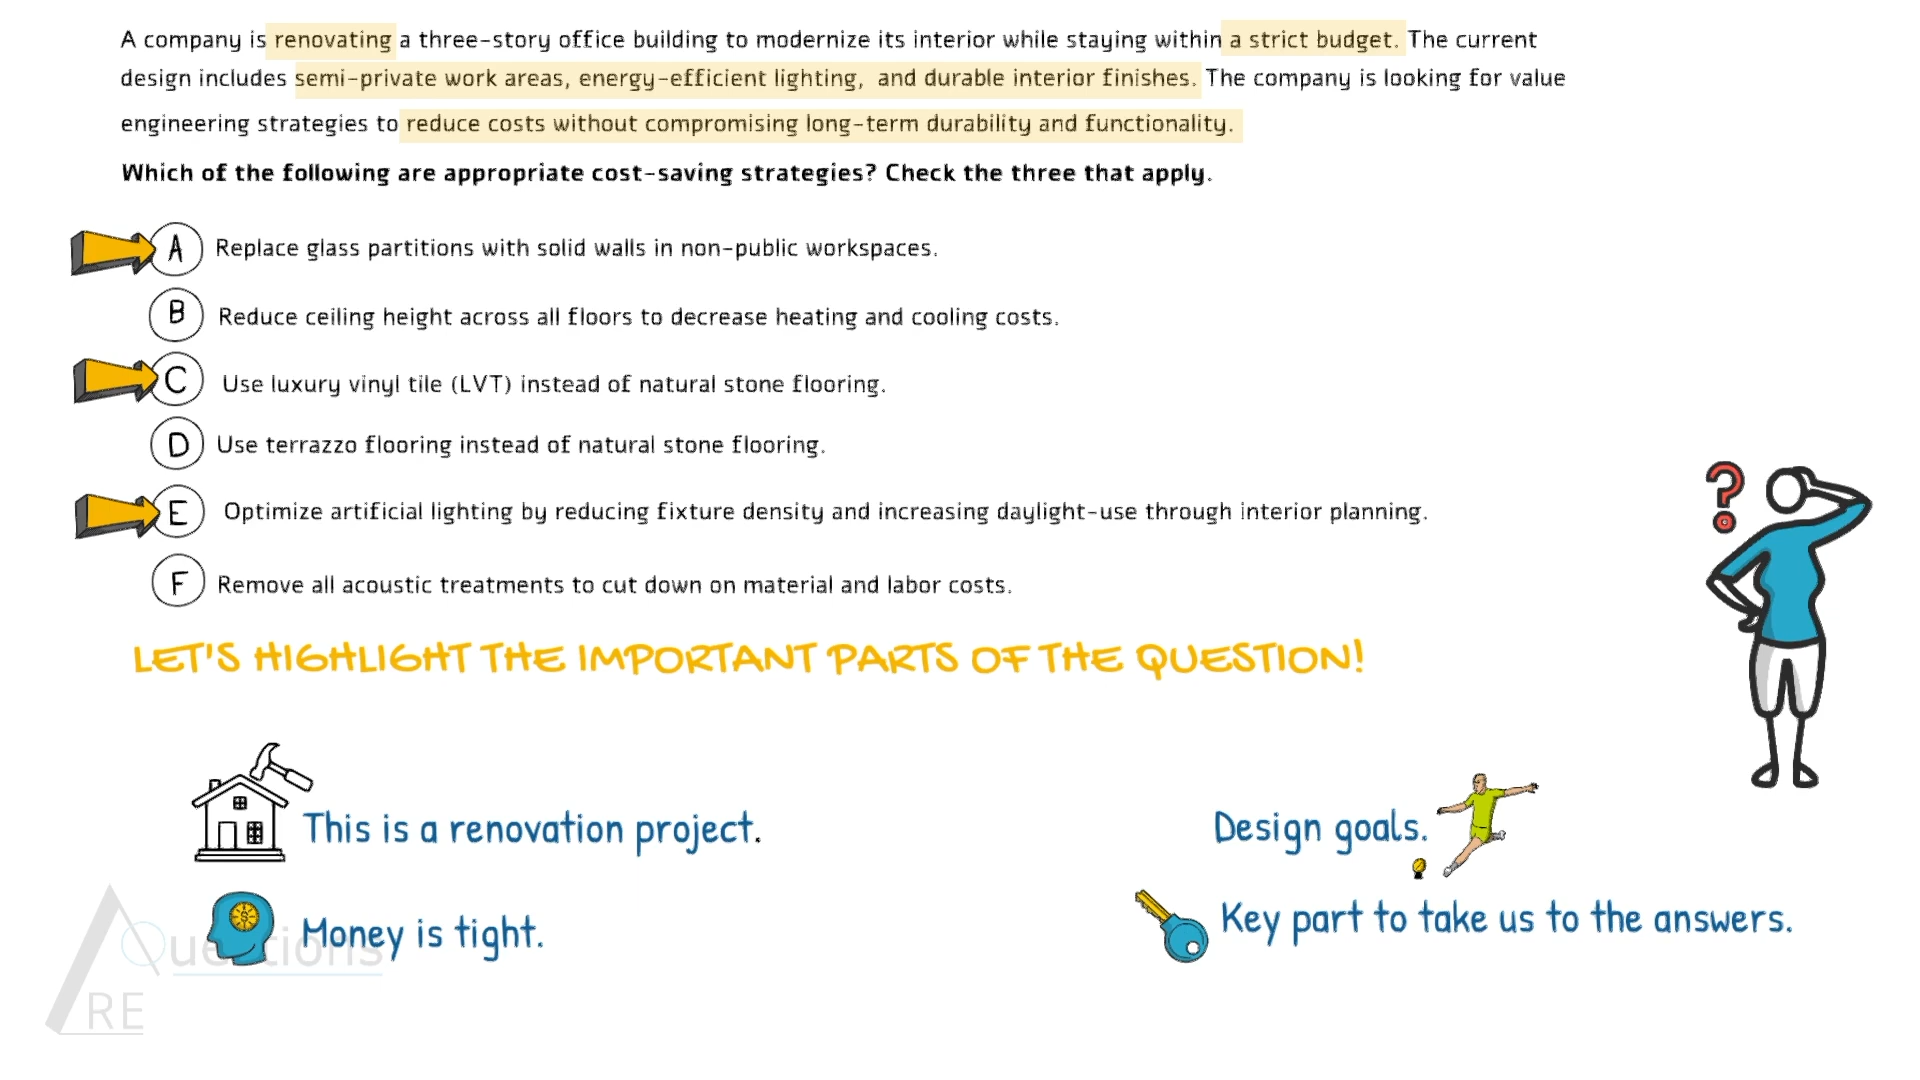 A company is renovating a three-story office building to modernize its interior while staying within a strict budget. The current
design includes semi-private work areas, energy-efficient lighting, and durable interior finishes. The company is looking for value
engineering strategies to reduce costs without compromising long-term durability and functionality.
Which of the following are appropriate cost-saving strategies? Check the three that apply.
A Replace glass partitions with solid walls in non-public workspaces.
B Reduce ceiling height across all floors to decrease heating and cooling costs.
C Use luxury vinyl tile (LVT) instead of natural stone flooring.
D Use terrazzo flooring instead of natural stone flooring.
E Optimize artificial lighting by reducing fixture density and increasing daylight-use through interior planning.
F Remove all acoustic treatments to cut down on material and labor costs.
?
LET'S HIGHLIGHT THE IMPORTANT PARTS OF THE QUESTION!
This is a renovation project.
Design goals.
Money is tight.
Key part to take us to the answers.
Questions
ARE